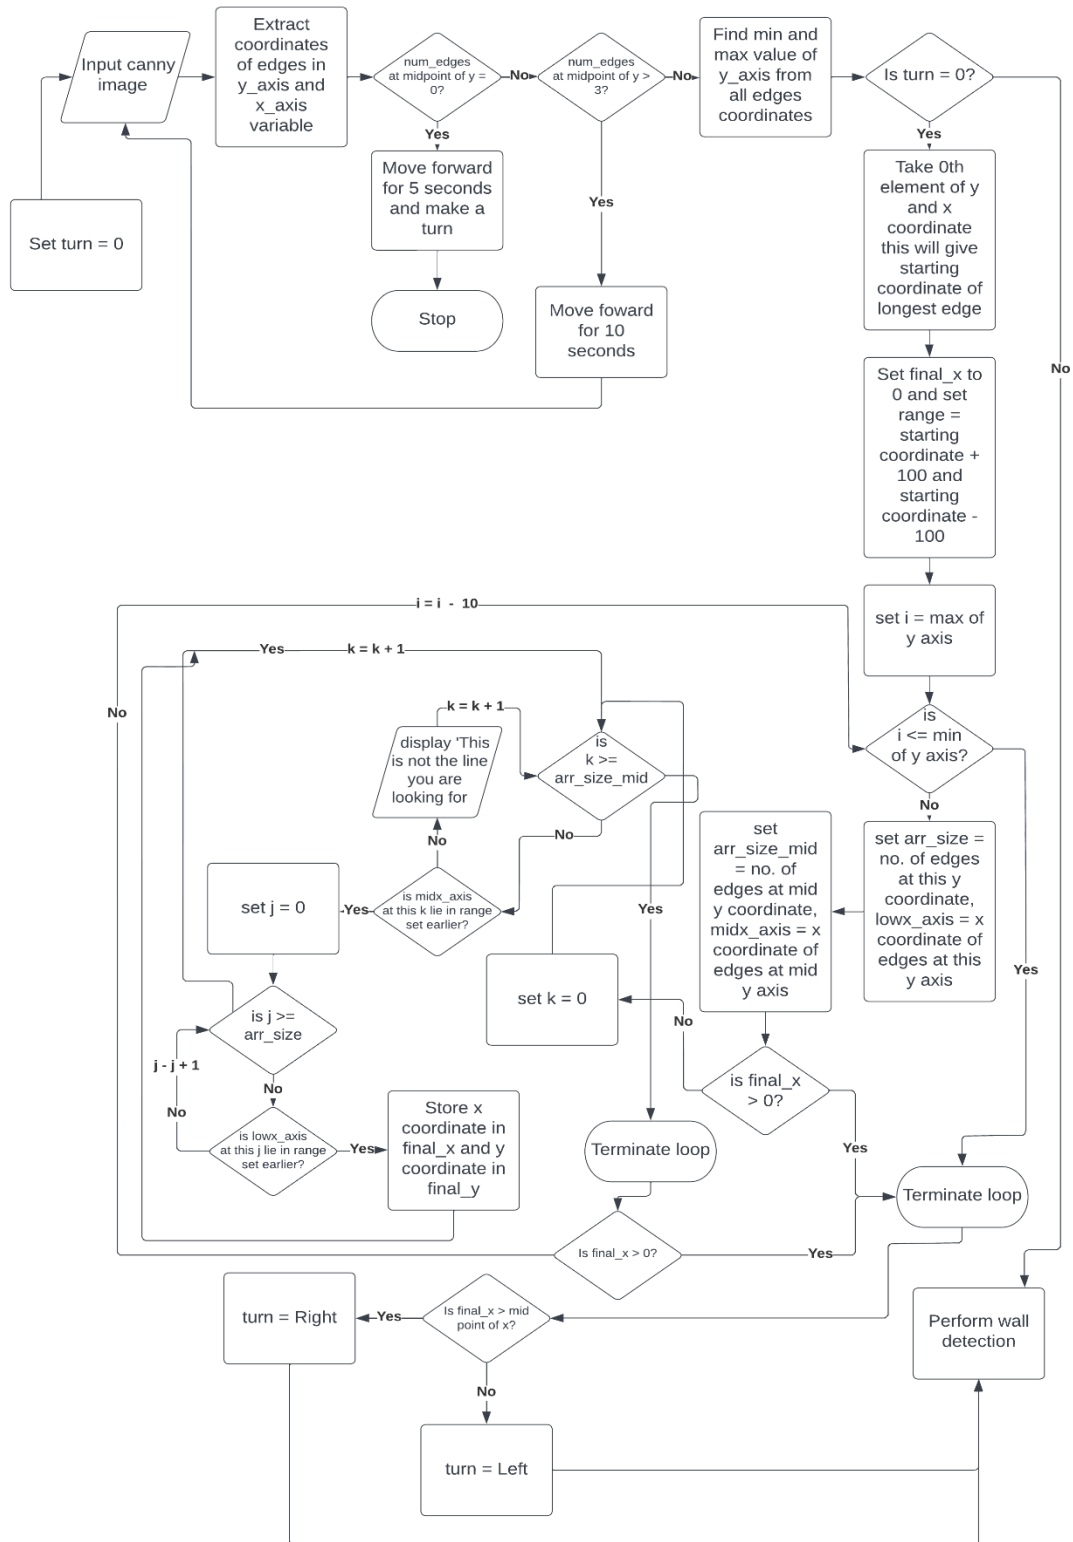 Input canny
image
Extract
coordinates
of edges in
y_axis and
x_axis
variable
num_edges
at midpoint of y =
0?
No
num_edges
at midpoint of y >
3?
No
Find min and
max value of
y_axis from
all edges
coordinates
Is turn = 0?
Yes
Move forward
for 5 seconds
and make a
turn
Stop
Yes
Move foward
for 10
seconds
Set turn = 0
Yes
Take 0th
element of y
and x
coordinate
this will give
starting
coordinate of
longest edge
No
Set final_x to
0 and set
range =
starting
coordinate +
100 and
starting
coordinate -
100
set i = max of
y axis
i = i - 10
is
i <= min
of y axis?
No
Yes
k = k + 1
No
k = k + 1
display 'This
is not the line
you are
looking for
is
k >=
arr_size_mid
No
No
is midx_axis
at this k lie in range
set earlier?
Yes
set j = 0
Yes
set
arr_size_mid
= no. of
edges at mid
y coordinate,
midx_axis = x
coordinate of
edges at mid
y axis
set arr_size =
no. of edges
at this y
coordinate,
lowx_axis = x
coordinate of
edges at this
y axis
Yes
set k = 0
No
is j >=
arr_size
j - j + 1
No
No
is lowx_axis
at this j lie in range
set earlier?
Yes
Store x
coordinate in
final_x and y
coordinate in
final_y
is final_x
> 0?
Yes
Terminate loop
Terminate loop
Is final_x > 0?
Yes
turn = Right
Yes
Is final_x > mid
point of x?
No
turn = Left
Perform wall
detection